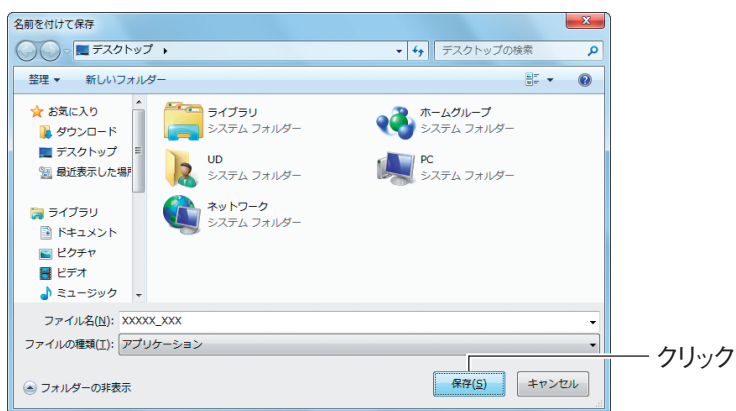 名前を付けて保存
デスクトップ
デスクトップの検索
整理 新しいフォルダー
お気に入り
ダウンロード
デスクトップ
最近表示した場所
ライブラリ
ドキュメント
ピクチャ
ビデオ
ミュージック
ライブラリ
システム フォルダー
ホームグループ
システム フォルダー
UD
システム フォルダー
PC
システム フォルダー
ネットワーク
システム フォルダー
ファイル名(N): XXXXX_XXX
ファイルの種類(T): アプリケーション
フォルダーの非表示
保存(S) キャンセル
クリック